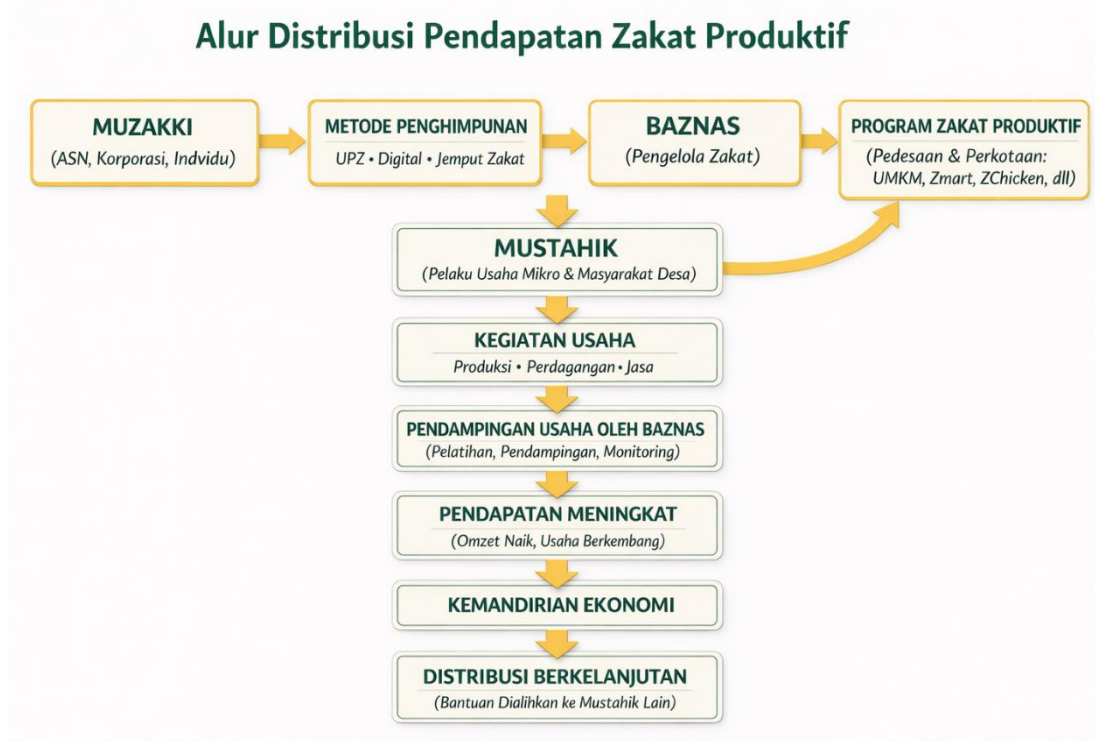 Alur Distribusi Pendapatan Zakat Produktif
MUZAKKI
(ASN, Korporasi, Indvidu)
METODE PENGHIMPUNAN
UPZ • Digital • Jemput Zakat
BAZNAS
(Pengelola Zakat)
PROGRAM ZAKAT PRODUKTIF
(Pedesaan & Perkotaan:
UMKM, Zmart, ZChicken, dll)
MUSTAHIK
(Pelaku Usaha Mikro & Masyarakat Desa)
KEGIATAN USAHA
Produksi • Perdagangan • Jasa
PENDAMPINGAN USAHA OLEH BAZNAS
(Pelatihan, Pendampingan, Monitoring)
PENDAPATAN MENINGKAT
(Omzet Naik, Usaha Berkembang)
KEMANDIRIAN EKONOMI
DISTRIBUSI BERKELANJUTAN
(Bantuan Dialihkan ke Mustahik Lain)